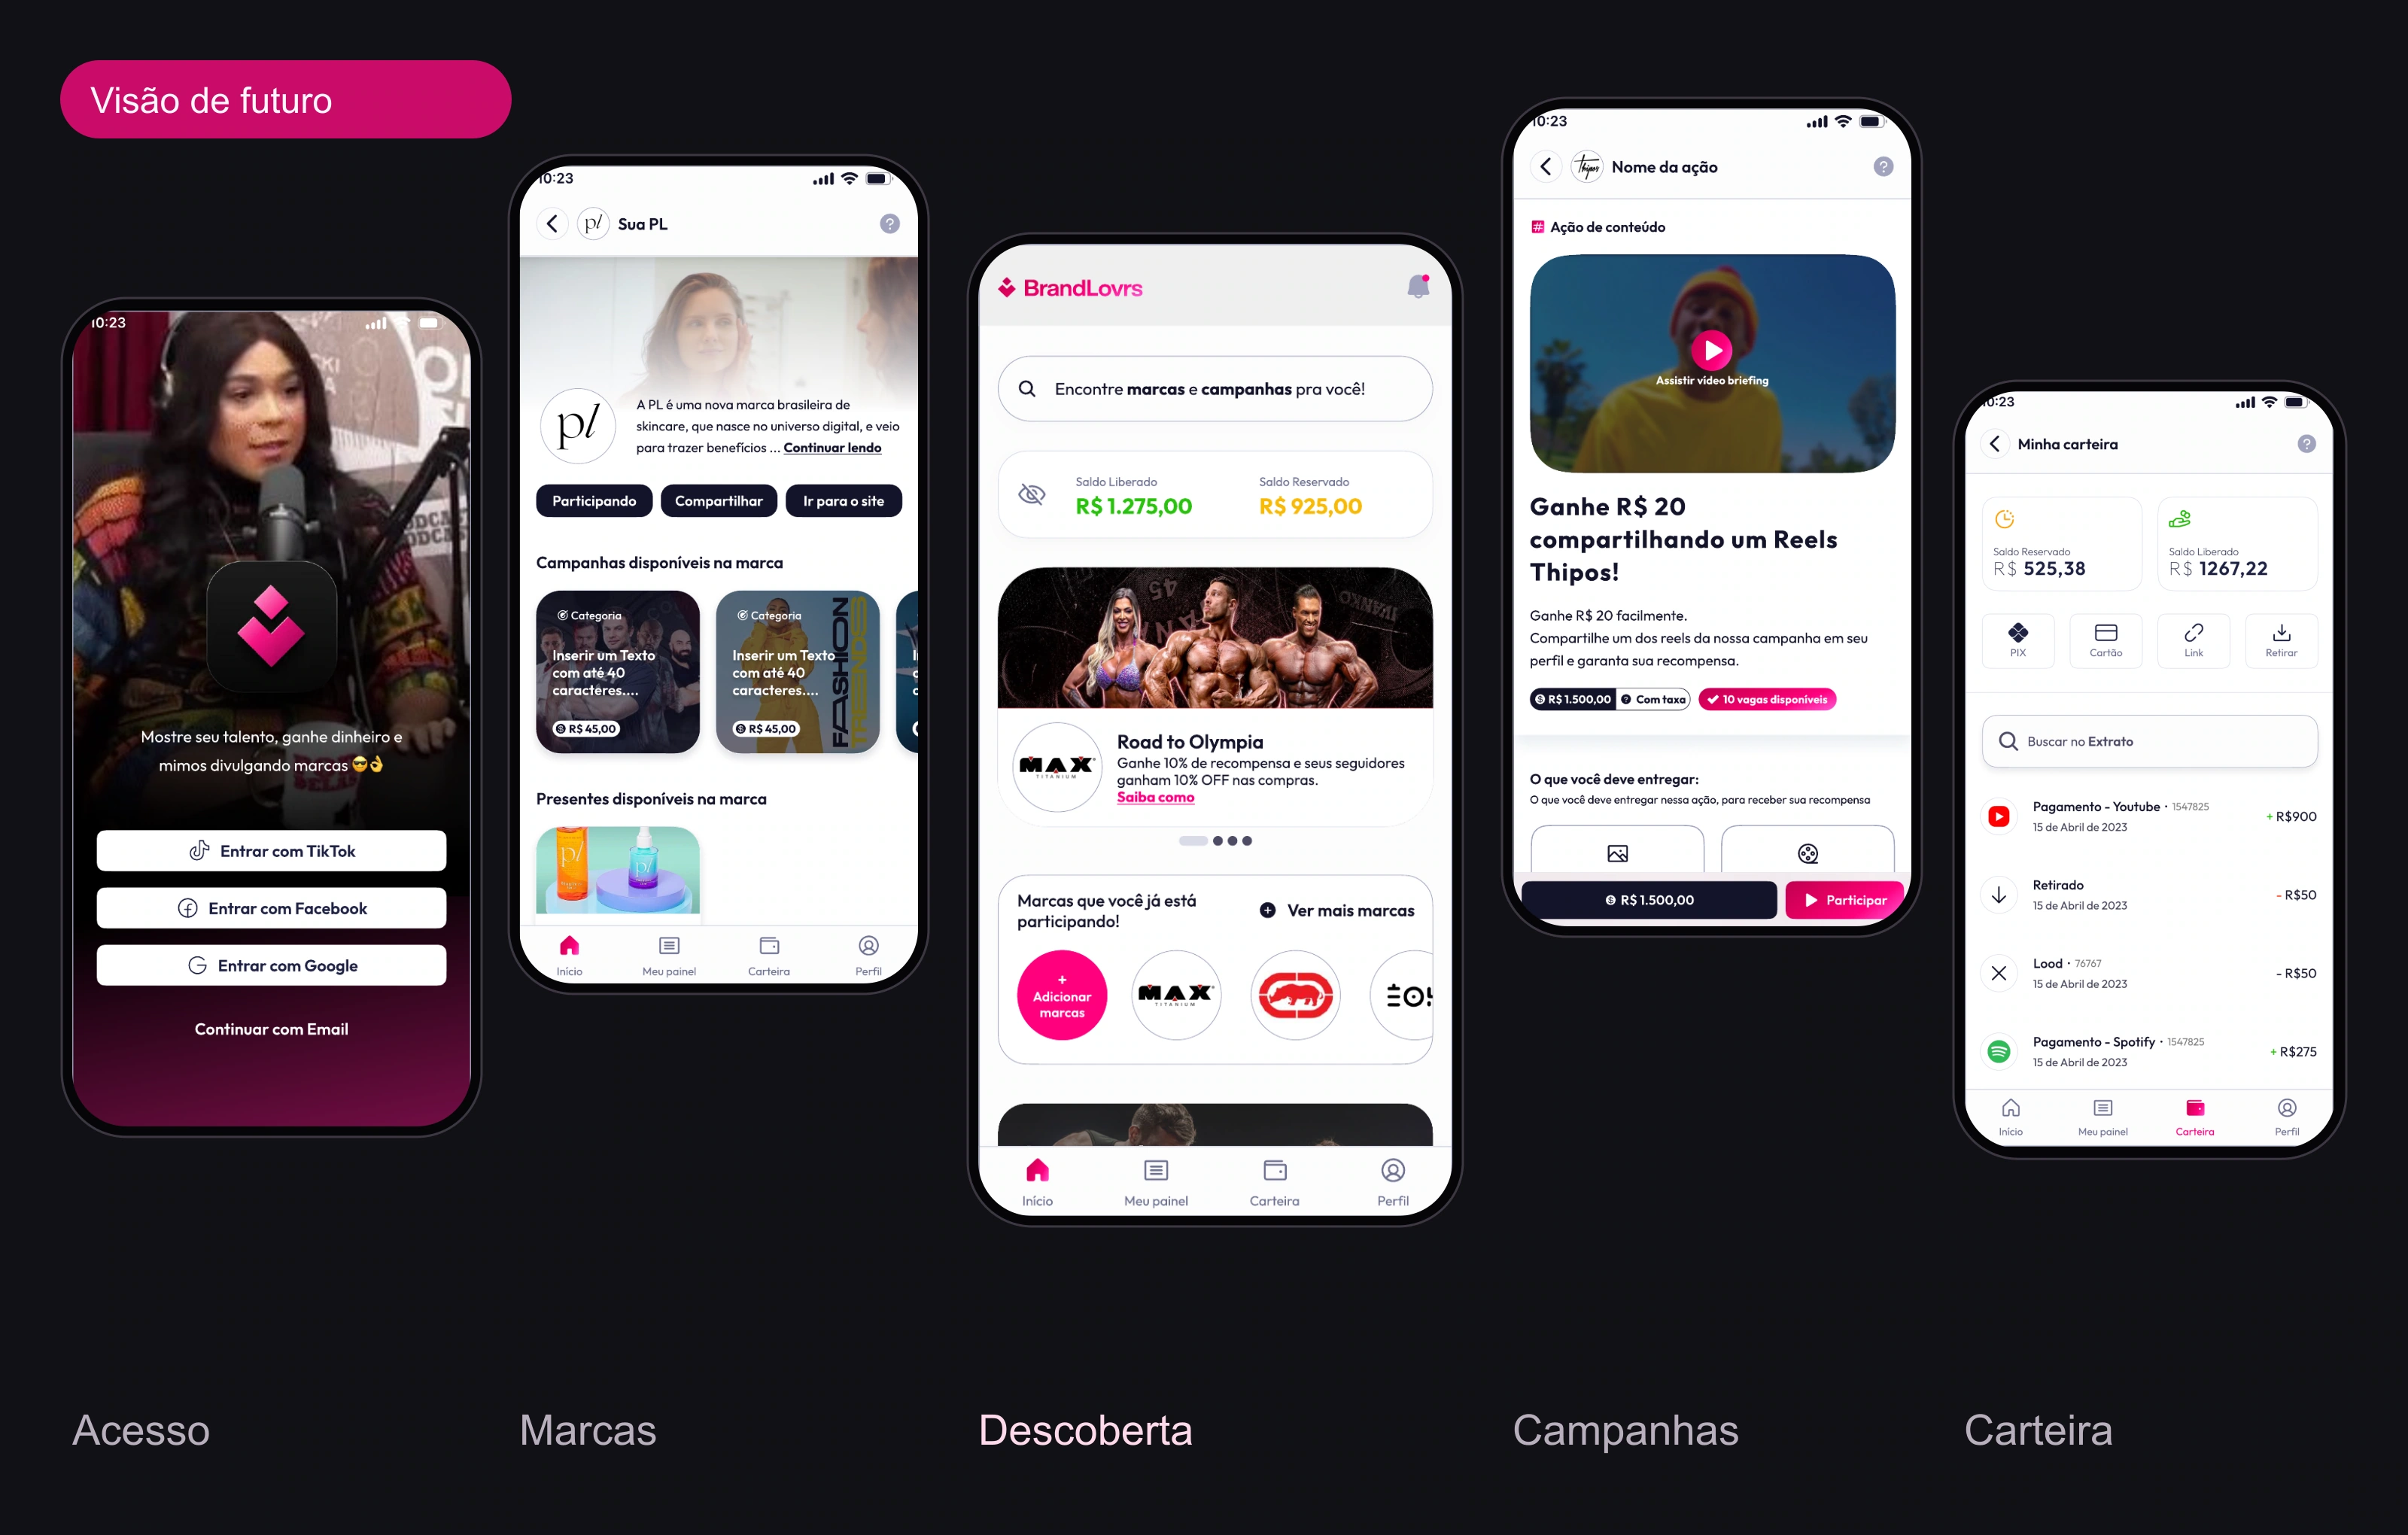 Visão de futuro
10:23
Mostre seu talento, ganhe dinheiro e
mimos divulgando marcas 😎👌
Entrar com TikTok
Entrar com Facebook
Entrar com Google
Continuar com Email
10:23
pl Sua PL
pl
A PL é uma nova marca brasileira de
skincare, que nasce no universo digital, e veio
para trazer benefícios ... Continuar lendo
Participando Compartilhar Ir para o site
Campanhas disponíveis na marca
Categoria
Inserir um Texto
com até 40
caracteres....
R$ 45,00
Categoria
Inserir um Texto
com até 40
caracteres....
R$ 45,00
FASHION
TRENDS
Presentes disponíveis na marca
pl
Início Meu painel Carteira Perfil
BrandLovrs
Encontre marcas e campanhas pra você!
Saldo Liberado
R$ 1.275,00
Saldo Reservado
R$ 925,00
45
MAX
TITANIUM
Road to Olympia
Ganhe 10% de recompensa e seus seguidores
ganham 10% OFF nas compras.
Saiba como
Marcas que você já está
participando!
Ver mais marcas
+
Adicionar
marcas
MAX
TITANIUM
Início Meu painel Carteira Perfil
10:23
Thipos Nome da ação
# Ação de conteúdo
Assistir vídeo briefing
Ganhe R$ 20
compartilhando um Reels
Thipos!
Ganhe R$ 20 facilmente.
Compartilhe um dos reels da nossa campanha em seu
perfil e garanta sua recompensa.
R$ 1.500,00 Com taxa 10 vagas disponíveis
O que você deve entregar:
O que você deve entregar nessa ação, para receber sua recompensa
R$ 1.500,00 Participar
10:23
Minha carteira
Saldo Reservado
R$ 525,38
Saldo Liberado
R$ 1267,22
PIX Cartão Link Retirar
Buscar no Extrato
Pagamento - Youtube • 1547825
15 de Abril de 2023
+ R$900
Retirado
15 de Abril de 2023
- R$50
Lood • 76767
15 de Abril de 2023
- R$50
Pagamento - Spotify • 1547825
15 de Abril de 2023
+ R$275
Início Meu painel Carteira Perfil
Acesso
Marcas
Descoberta
Campanhas
Carteira